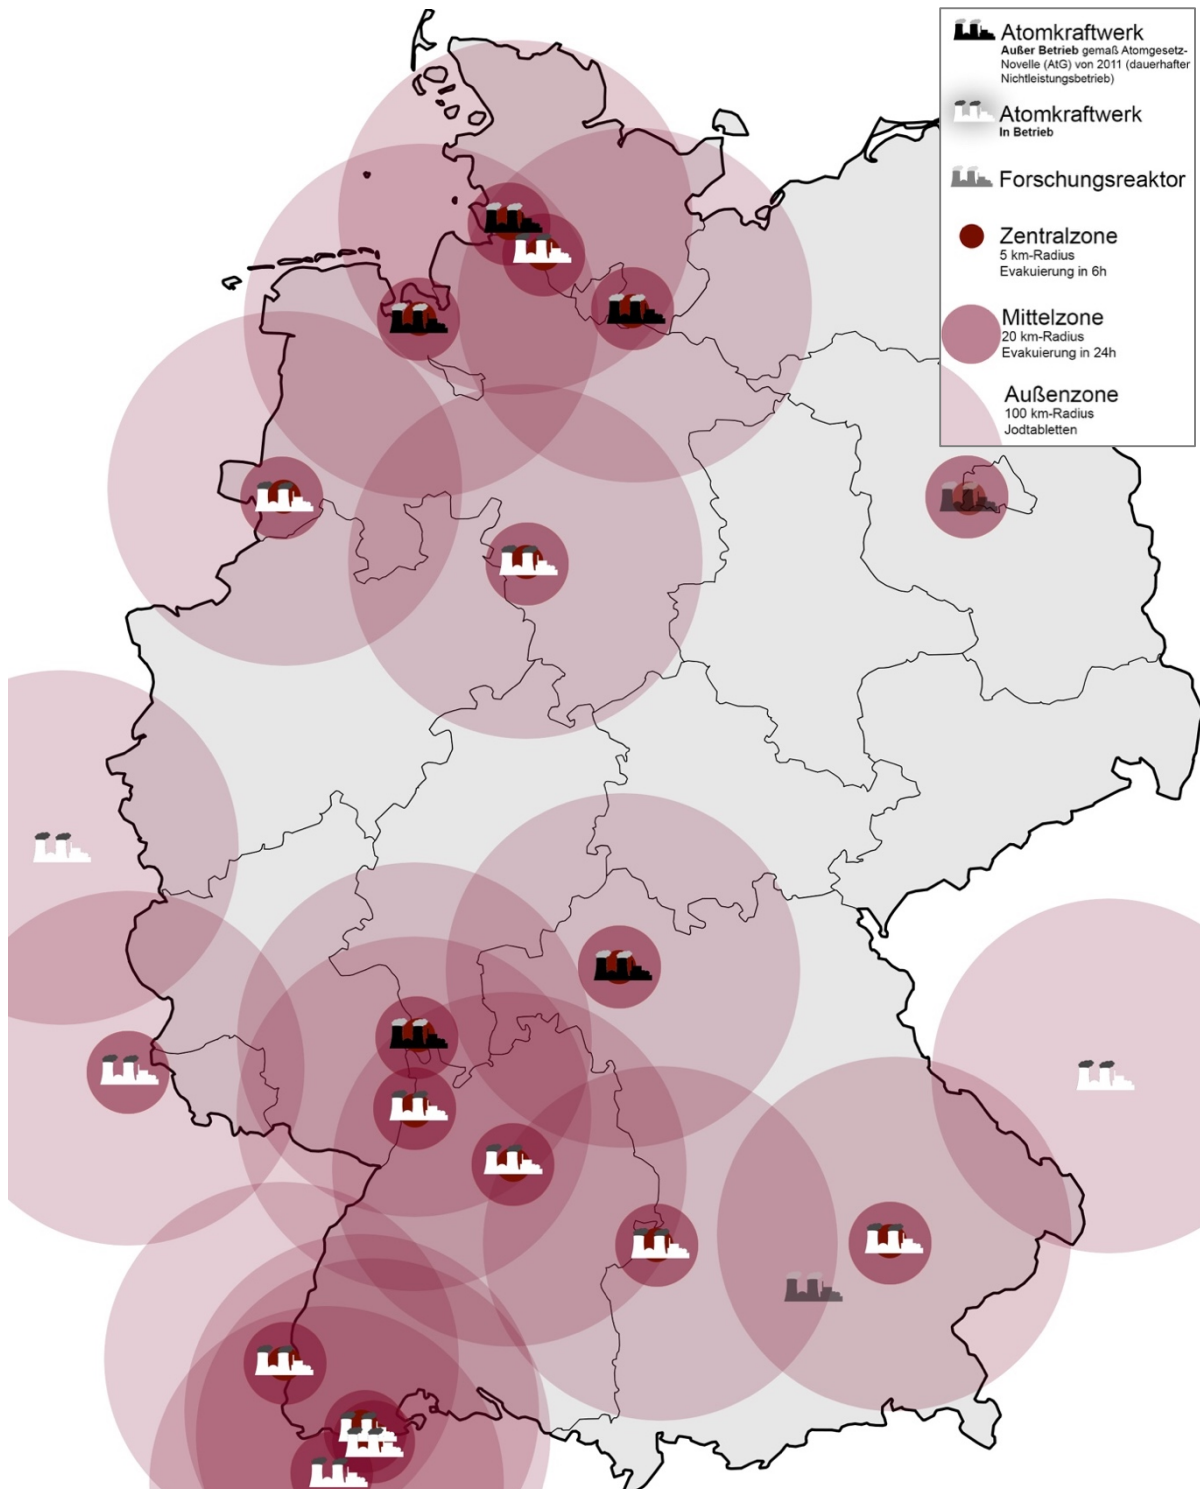 Atomkraftwerk
Außer Betrieb gemäß Atomgesetz-
Novelle (AtG) von 2011 (dauerhafter
Nichtleistungsbetrieb)
Atomkraftwerk
In Betrieb
Forschungsreaktor
Zentralzone
5 km-Radius
Evakuierung in 6h
Mittelzone
20 km-Radius
Evakuierung in 24h
Außenzone
100 km-Radius
Jodtabletten